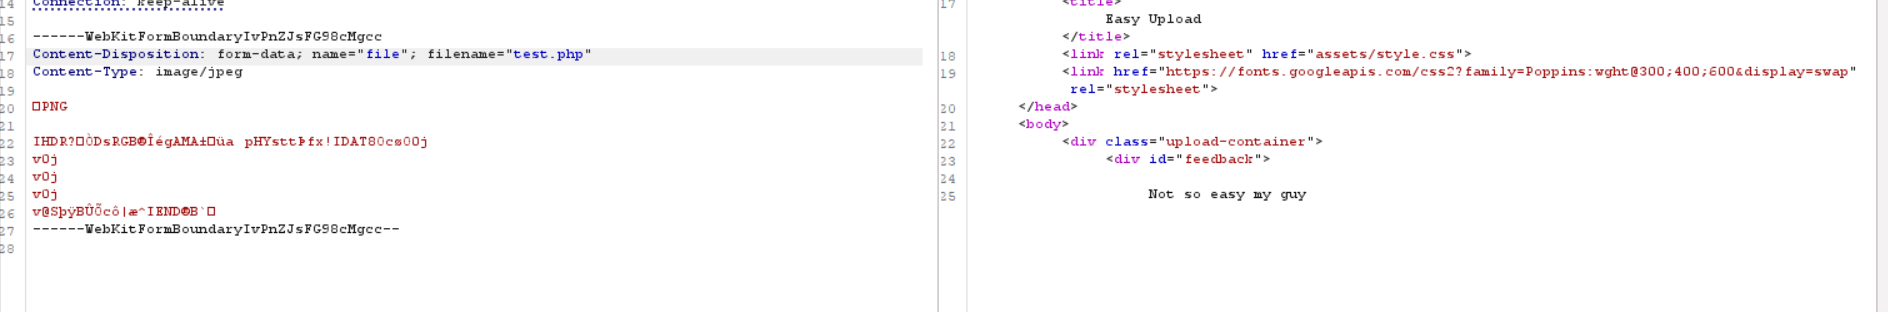 14 Connection: keep-alive
15
16 ------WebKitFormBoundaryIvPnZJsFG98cMgcc
17 Content-Disposition: form-data; name="file"; filename="test.php"
18 Content-Type: image/jpeg
19
20 □PNG
21
22 IHDR?□ÒDsRGB®ÎégAMA±□üa pHYsttÞfx!IDAT8Ocsø0Oj
23 vOj
24 vOj
25 vOj
26 v@SþÿBÛÕcô|æ^IEND®B`□
27 ------WebKitFormBoundaryIvPnZJsFG98cMgcc--
28
17 <title>
Easy Upload
</title>
18 <link rel="stylesheet" href="assets/style.css">
19 <link href="https://fonts.googleapis.com/css2?family=Poppins:wght@300;400;600&display=swap"
rel="stylesheet">
20 </head>
21 <body>
22 <div class="upload-container">
23 <div id="feedback">
24
25 Not so easy my guy